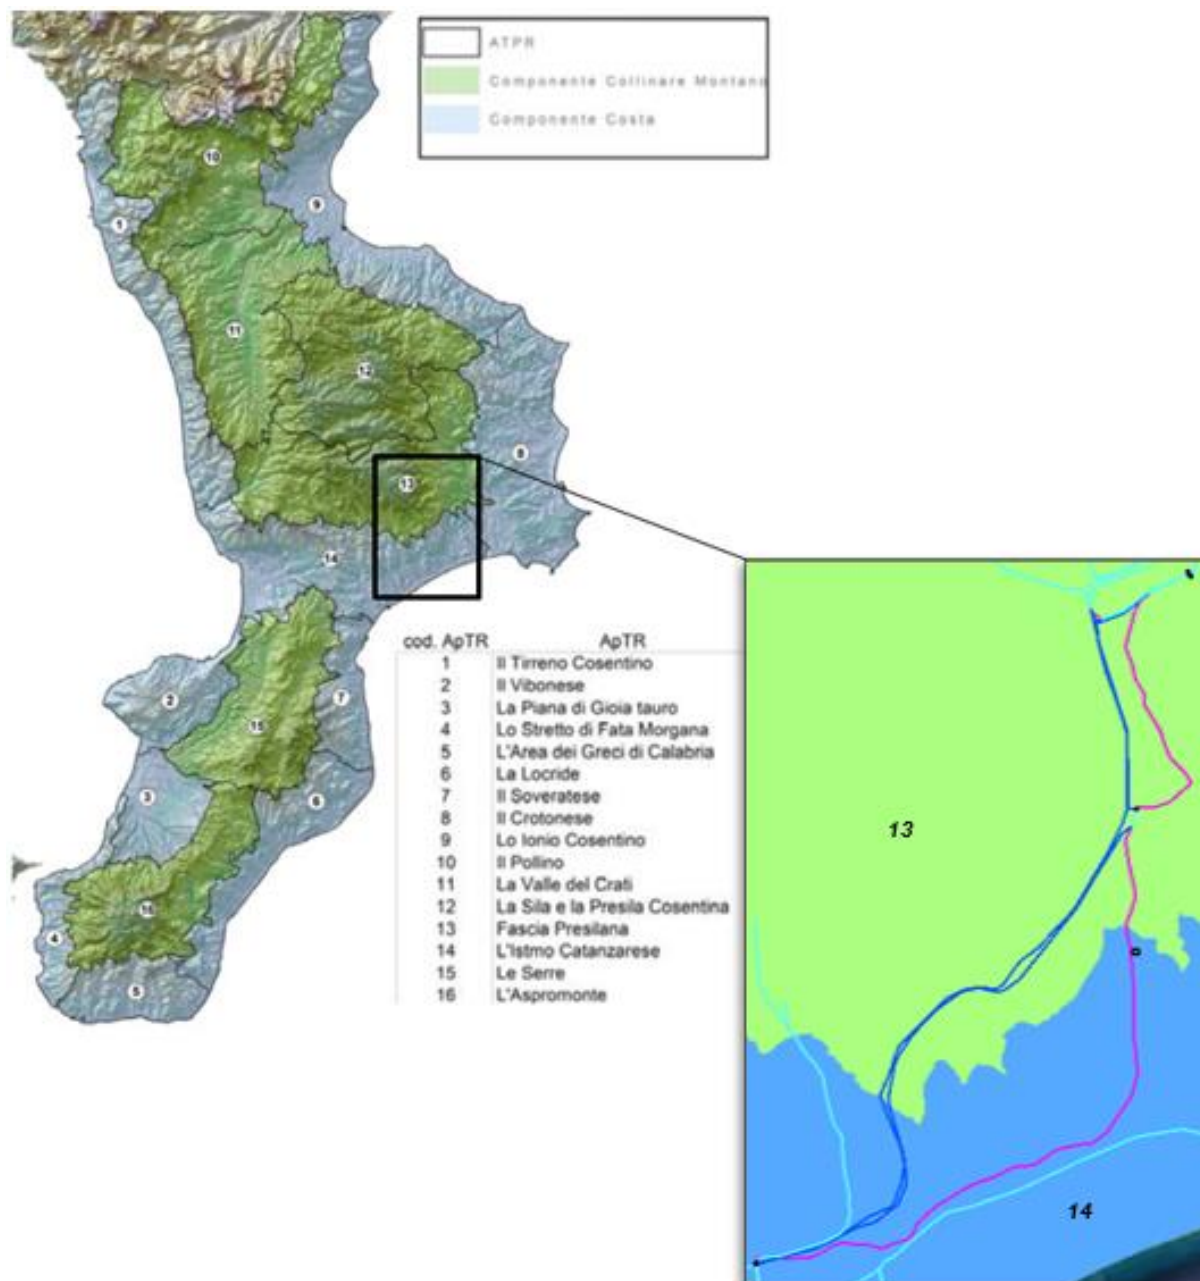 ATPR
Componente Collinare Montano
Componente Costa
10
9
1
11
12
8
13
14
2
7
15
3
6
16
4
5
cod. ApTR ApTR
1 Il Tirreno Cosentino
2 Il Vibonese
3 La Piana di Gioia tauro
4 Lo Stretto di Fata Morgana
5 L'Area dei Greci di Calabria
6 La Locride
7 Il Soveratese
8 Il Crotonese
9 Lo Ionio Cosentino
10 Il Pollino
11 La Valle del Crati
12 La Sila e la Presila Cosentina
13 Fascia Presilana
14 L'Istmo Catanzarese
15 Le Serre
16 L'Aspromonte
13
14